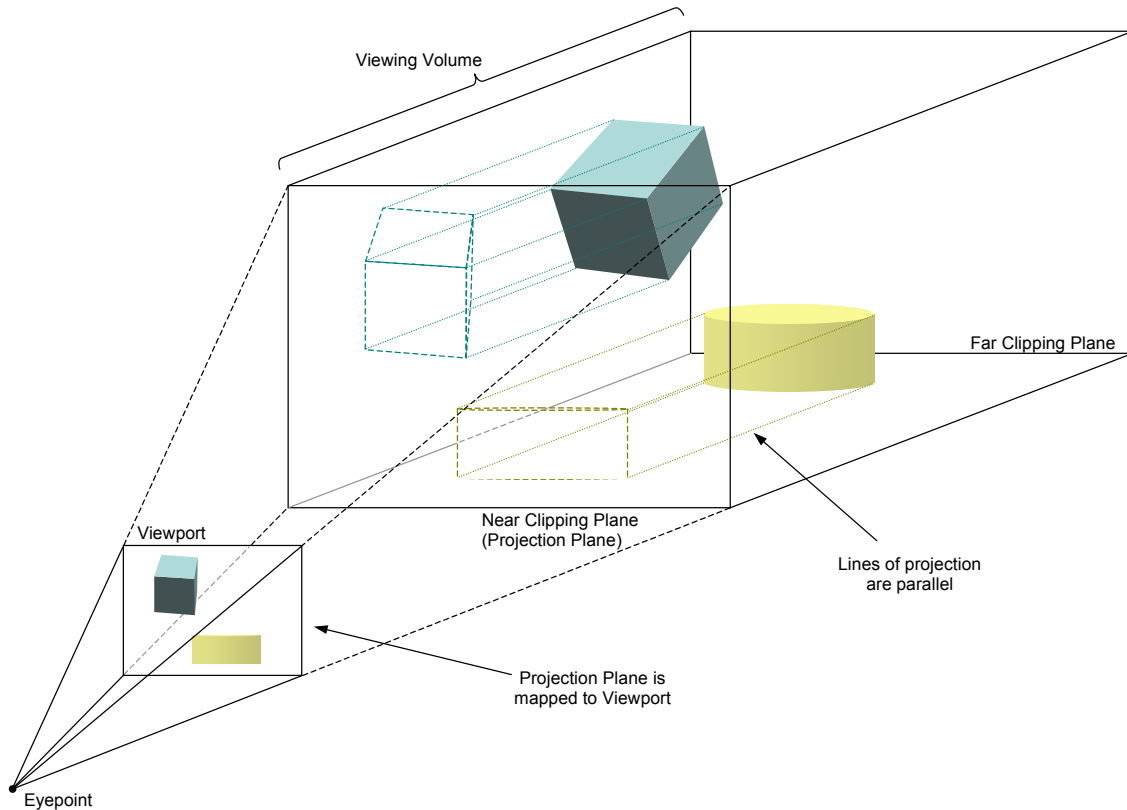 Viewing Volume
Far Clipping Plane
Near Clipping Plane
(Projection Plane)
Viewport
Lines of projection
are parallel
Projection Plane is
mapped to Viewport
Eyepoint